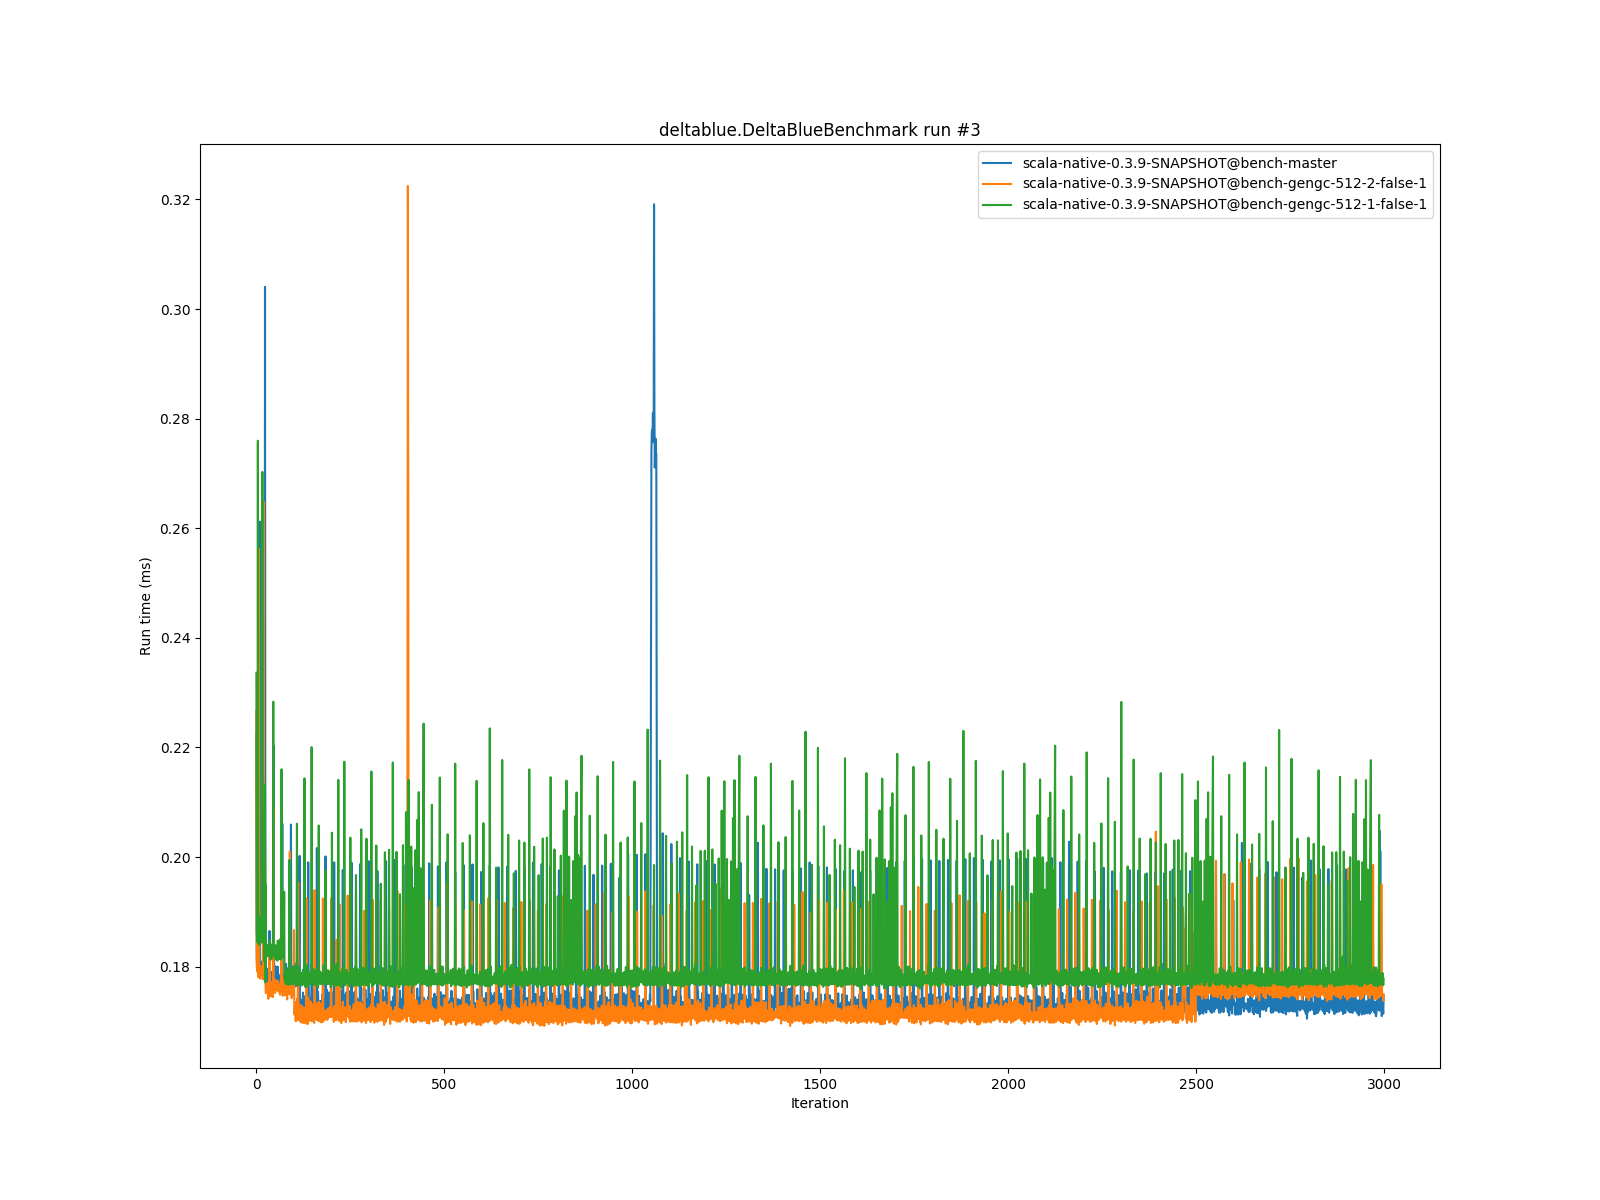 deltablue.DeltaBlueBenchmark run #3
scala-native-0.3.9-SNAPSHOT@bench-master
scala-native-0.3.9-SNAPSHOT@bench-gengc-512-2-false-1
scala-native-0.3.9-SNAPSHOT@bench-gengc-512-1-false-1
0.32
0.30
0.28
0.26
0.24
0.22
0.20
0.18
Run time (ms)
0 500 1000 1500 2000 2500 3000
Iteration